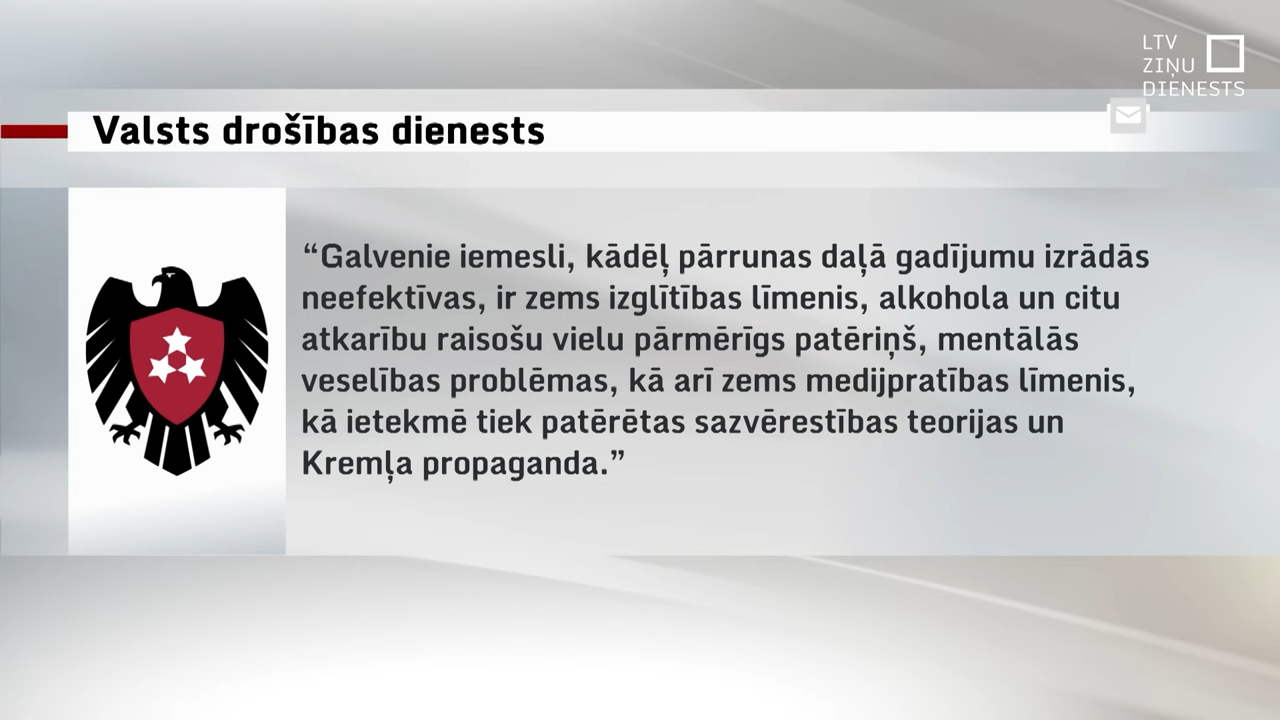 LTV
ZIŅU
DIENESTS
Valsts drošības dienests
“Galvenie iemesli, kādēļ pārrunas daļā gadījumu izrādās
neefektīvas, ir zems izglītības līmenis, alkohola un citu
atkarību raisošu vielu pārmērīgs patēriņš, mentālās
veselības problēmas, kā arī zems medijpratības līmenis,
kā ietekmē tiek patērētas sazvērestības teorijas un
Kremļa propaganda.”